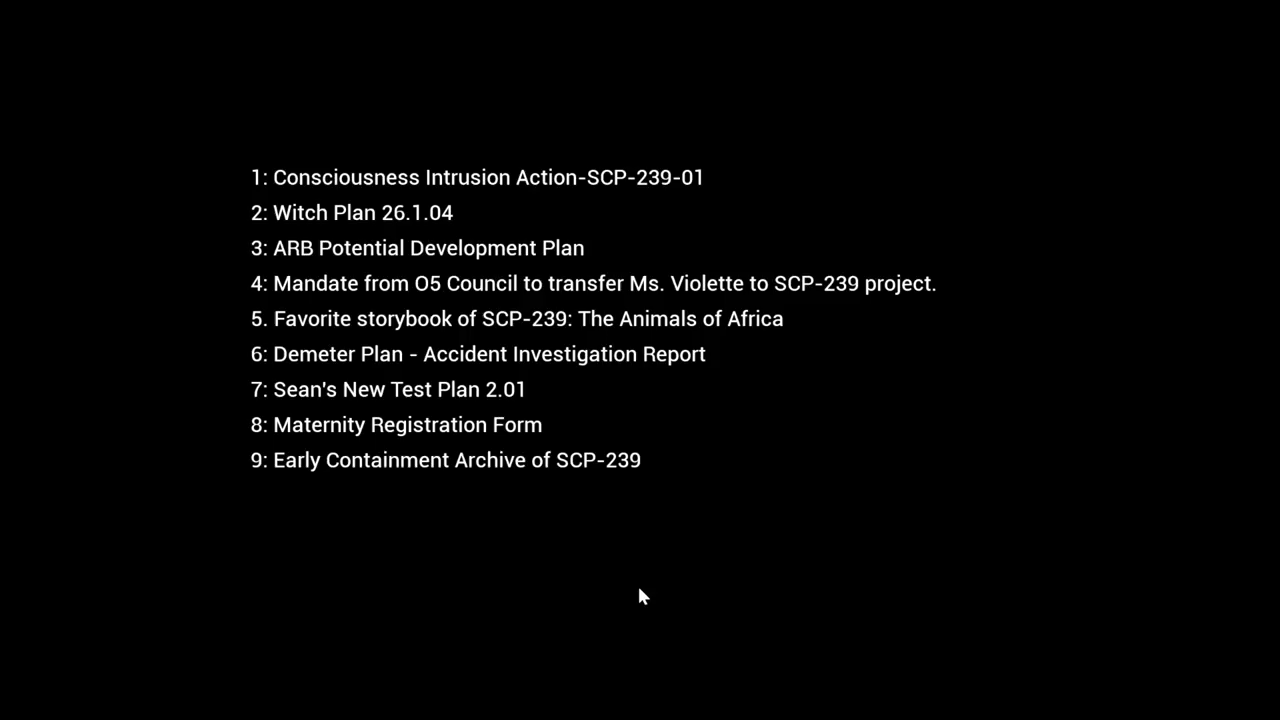 1: Consciousness Intrusion Action-SCP-239-01
2: Witch Plan 26.1.04
3: ARB Potential Development Plan
4: Mandate from O5 Council to transfer Ms. Violette to SCP-239 project.
5. Favorite storybook of SCP-239: The Animals of Africa
6: Demeter Plan - Accident Investigation Report
7: Sean's New Test Plan 2.01
8: Maternity Registration Form
9: Early Containment Archive of SCP-239